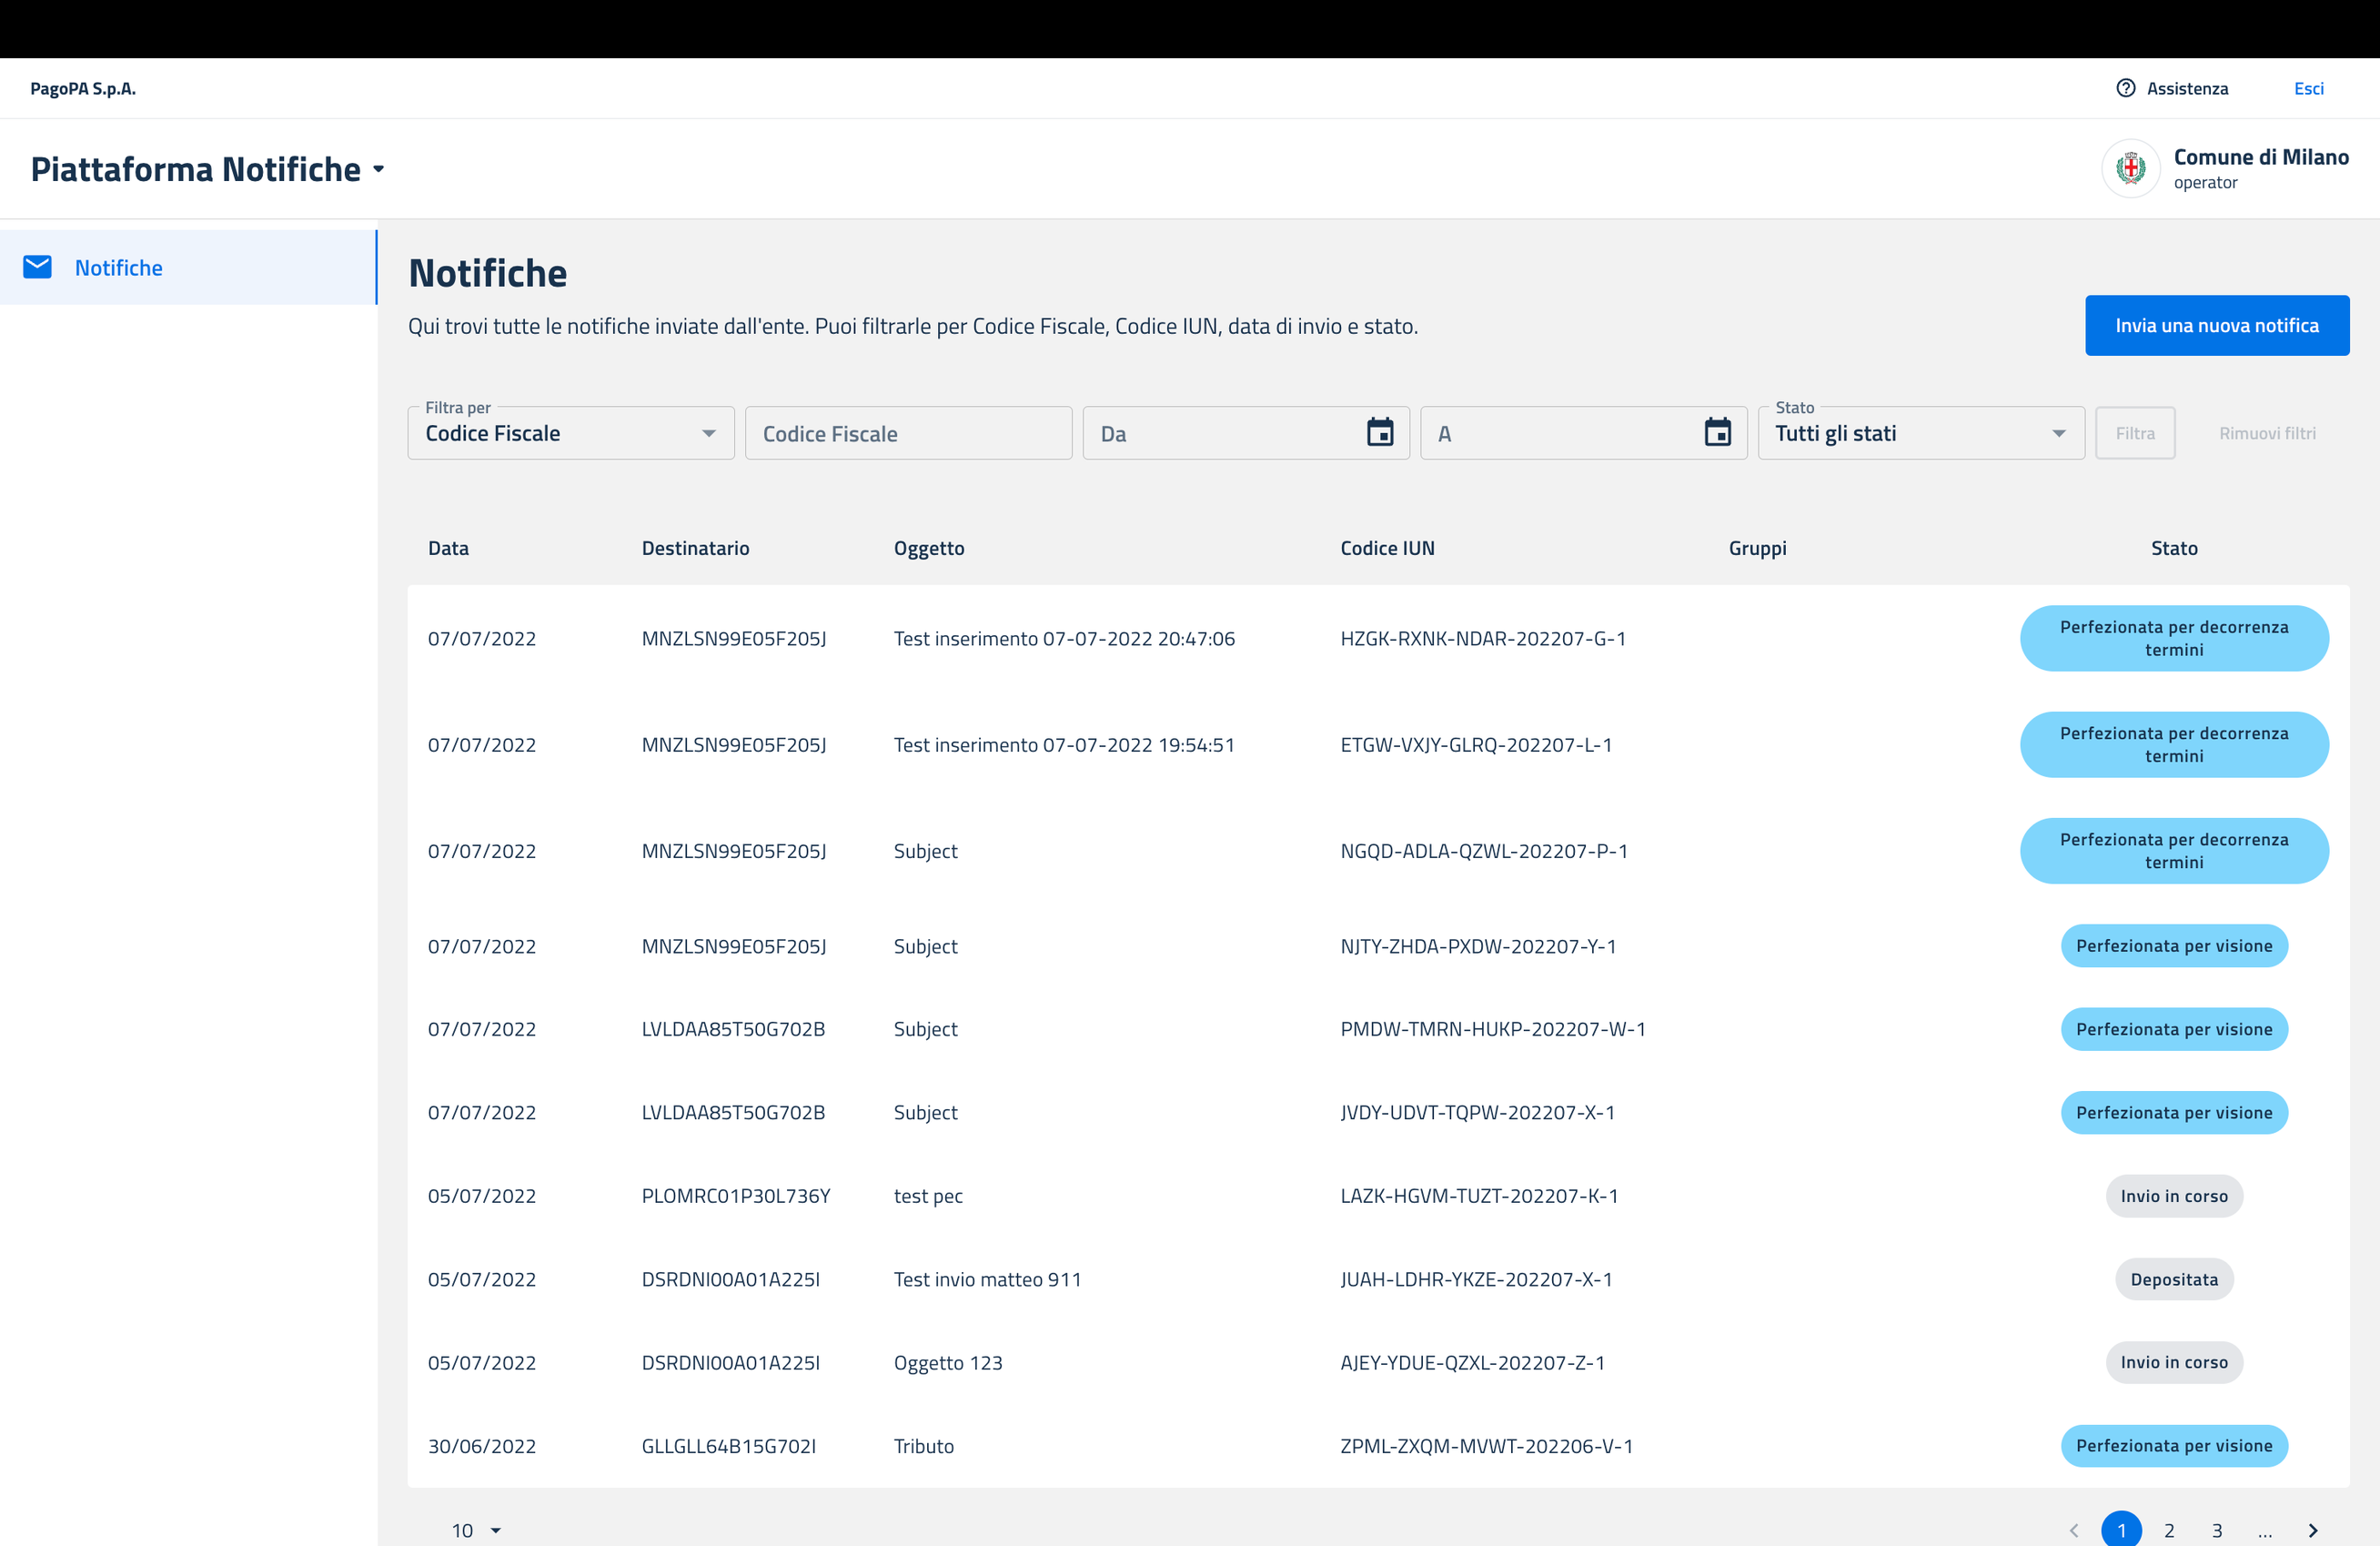 PagoPA S.p.A.
Assistenza
Esci
Piattaforma Notifiche
Comune di Milano
operator
Notifiche
Notifiche
Qui trovi tutte le notifiche inviate dall'ente. Puoi filtrarle per Codice Fiscale, Codice IUN, data di invio e stato.
Invia una nuova notifica
Filtra per
Codice Fiscale
Codice Fiscale
Da
A
Stato
Tutti gli stati
Filtra
Rimuovi filtri
Data Destinatario Oggetto Codice IUN Gruppi Stato
07/07/2022 MNZLSN99E05F205J Test inserimento 07-07-2022 20:47:06 HZGK-RXNK-NDAR-202207-G-1 Perfezionata per decorrenza
termini
07/07/2022 MNZLSN99E05F205J Test inserimento 07-07-2022 19:54:51 ETGW-VXJY-GLRQ-202207-L-1 Perfezionata per decorrenza
termini
07/07/2022 MNZLSN99E05F205J Subject NGQD-ADLA-QZWL-202207-P-1 Perfezionata per decorrenza
termini
07/07/2022 MNZLSN99E05F205J Subject NJTY-ZHDA-PXDW-202207-Y-1 Perfezionata per visione
07/07/2022 LVLDAA85T50G702B Subject PMDW-TMRN-HUKP-202207-W-1 Perfezionata per visione
07/07/2022 LVLDAA85T50G702B Subject JVDY-UDVT-TQPW-202207-X-1 Perfezionata per visione
05/07/2022 PLOMRC01P30L736Y test pec LAZK-HGVM-TUZT-202207-K-1 Invio in corso
05/07/2022 DSRDNI00A01A225I Test invio matteo 911 JUAH-LDHR-YKZE-202207-X-1 Depositata
05/07/2022 DSRDNI00A01A225I Oggetto 123 AJEY-YDUE-QZXL-202207-Z-1 Invio in corso
30/06/2022 GLLGLL64B15G702I Tributo ZPML-ZXQM-MVWT-202206-V-1 Perfezionata per visione
10
1 2 3 ...